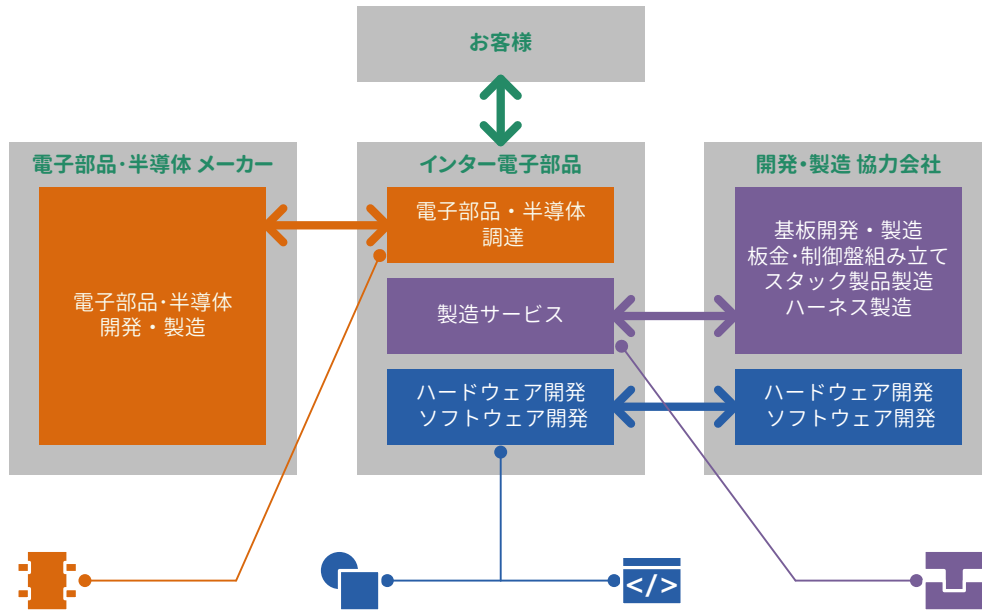 お客様
電子部品・半導体 メーカー
電子部品・半導体
開発・製造
インター電子部品
電子部品・半導体
調達
製造サービス
ハードウェア開発
ソフトウェア開発
開発・製造 協力会社
基板開発・製造
板金・制御盤組み立て
スタック製品製造
ハーネス製造
ハードウェア開発
ソフトウェア開発
</>